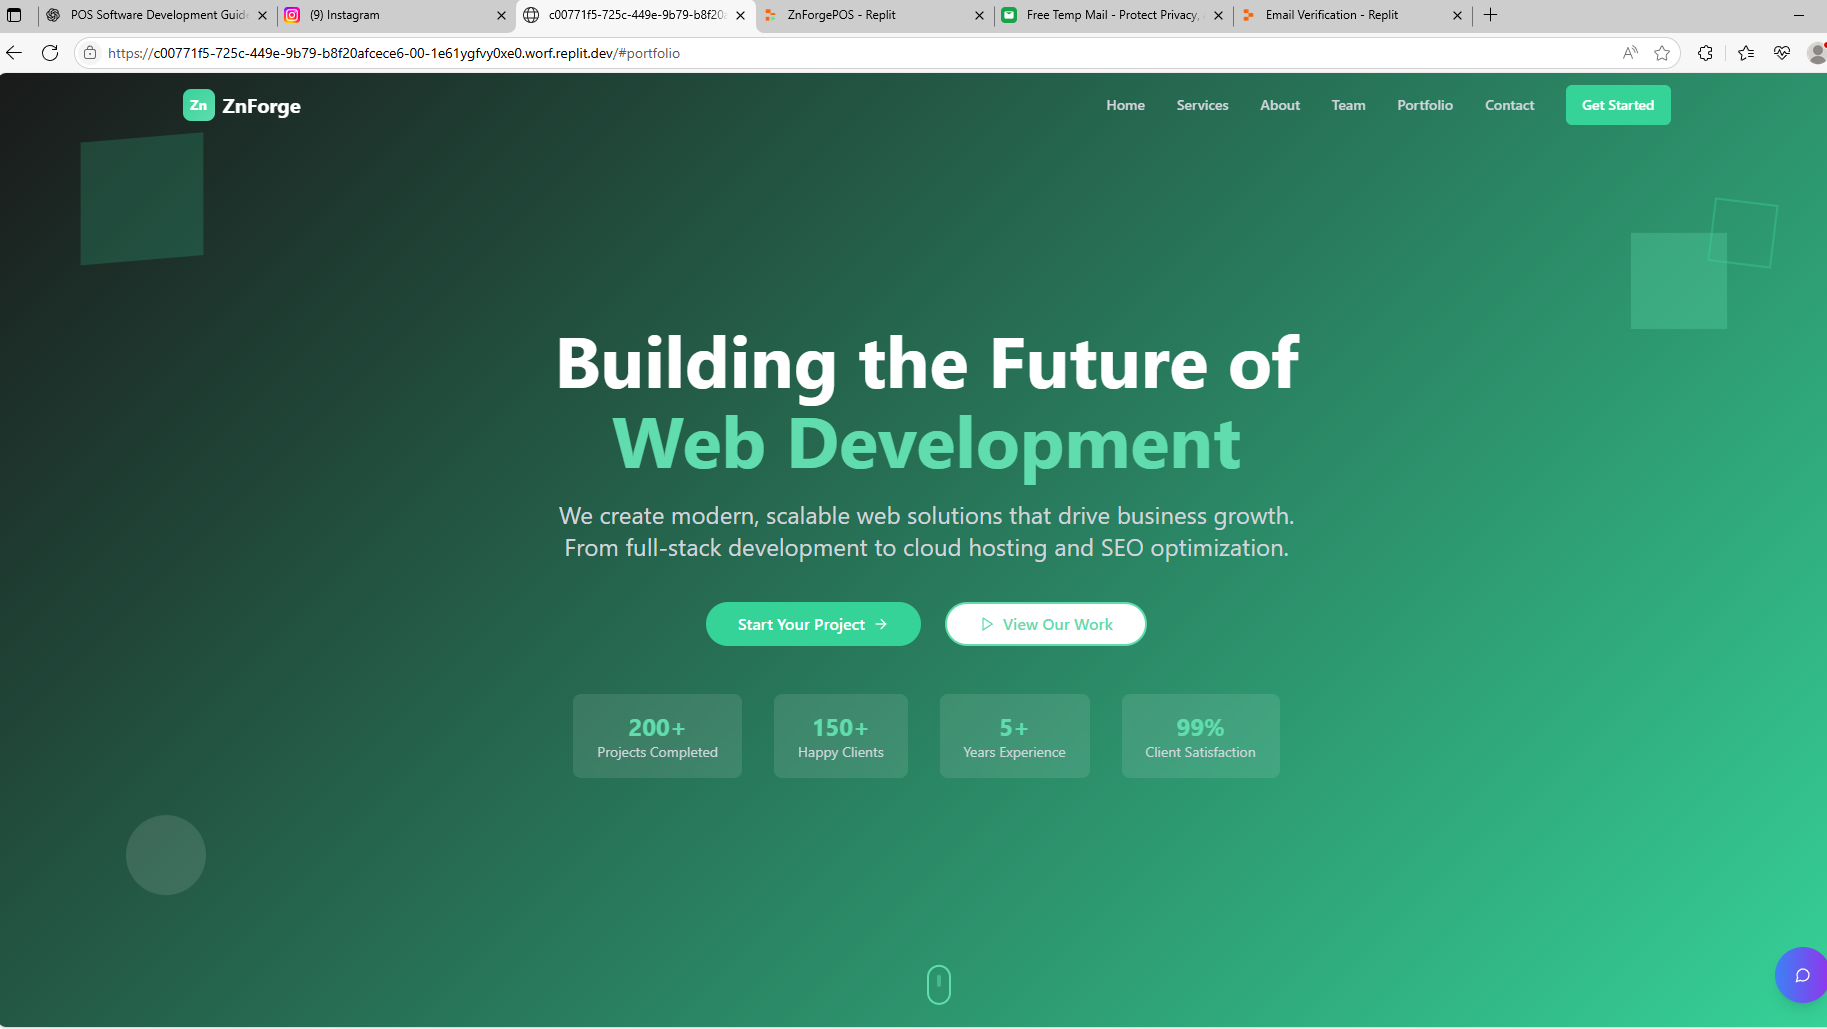 POS Software Development Guide
(9) Instagram
c00771f5-725c-449e-9b79-b8f20a
ZnForgePOS - Replit
Free Temp Mail - Protect Privacy,
Email Verification - Replit
https://c00771f5-725c-449e-9b79-b8f20afcece6-00-1e61ygfvy0xe0.worf.replit.dev/#portfolio
Zn ZnForge
Home
Services
About
Team
Portfolio
Contact
Get Started
Building the Future of
Web Development
We create modern, scalable web solutions that drive business growth.
From full-stack development to cloud hosting and SEO optimization.
Start Your Project
View Our Work
200+
Projects Completed
150+
Happy Clients
5+
Years Experience
99%
Client Satisfaction